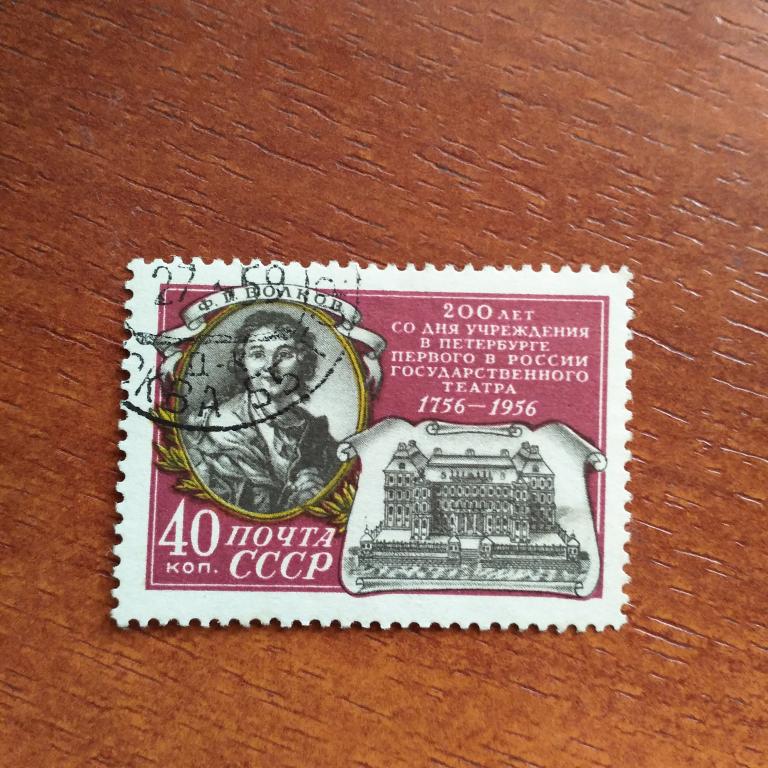 Ф. Г. ВОЛКОВ
200 ЛЕТ
СО ДНЯ УЧРЕЖДЕНИЯ
В ПЕТЕРБУРГЕ
ПЕРВОГО В РОССИИ
ГОСУДАРСТВЕННОГО
ТЕАТРА
1756—1956
40 КОП.
ПОЧТА
СССР